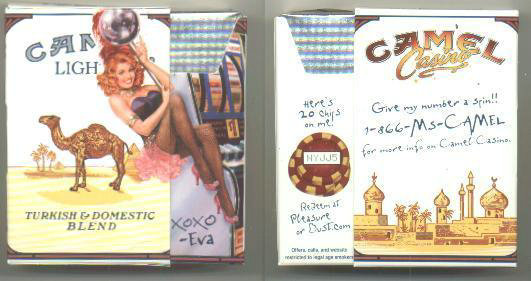 CAM
LIGH
TURKISH & DOMESTIC
BLEND
XOXO
-Eva
CAMEL
Casino
Here's
20 chips
on me!
NYJJ5
Redeem at
Pleasure
or Dust.com
Offers, calls, and website
restricted to legal age smokers
Give my number a spin!!
1-866-Ms-CAMEL
for more info on Camel Casino.